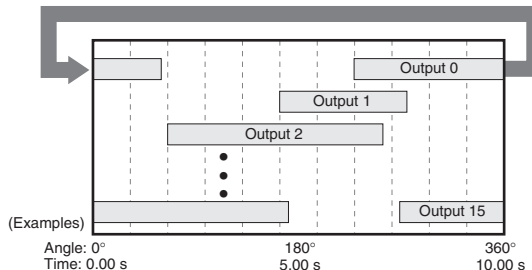 Output 0
Output 1
Output 2
Output 15
(Examples)
Angle: 0° 180° 360°
Time: 0.00 s 5.00 s 10.00 s